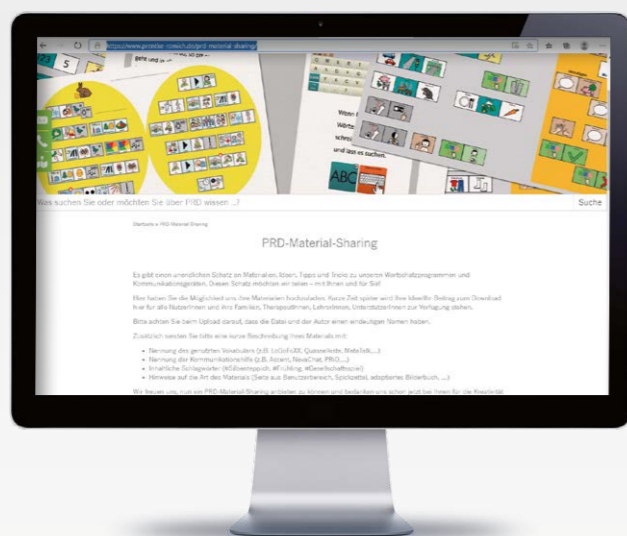 https://www.prentke-romich.de/prd-material-sharing/
ABC
Was suchen Sie oder möchten Sie über PRD wissen ...?
Suche
Startseite » PRD-Material-Sharing
PRD-Material-Sharing
Es gibt einen unendlichen Schatz an Materialien, Ideen, Tipps und Tricks zu unseren Wortschatzprogrammen und
Kommunikationsgeräten. Diesen Schatz möchten wir teilen – mit Ihnen und für Sie!
Hier haben Sie die Möglichkeit uns Ihre Materialien hochzuladen. Kurze Zeit später wird Ihr Beitrag zum Download
hier für alle NutzerInnen und ihre Familien, TherapeutInnen, LehrerInnen, UnterstützerInnen zur Verfügung stehen.
Bitte achten Sie beim Upload darauf, dass die Datei und der Autor einen eindeutigen Namen haben.
Zusätzlich senden Sie bitte eine kurze Beschreibung Ihres Materials mit:
• Nennung des genutzten Vokabulars (z.B. LoGoFoXX, Quasselkiste, MetaTalk,...)
• Nennung der Kommunikationshilfe (z.B. Accent, NovaChat, PRiO,...)
• Inhaltliche Schlagwörter (#Silbenteppich, #Frühling, #Gesellschaftsspiel)
• Hinweise auf die Art des Materials (Seite aus Benutzerbereich, Spickzettel, adaptiertes Bilderbuch, ...)
Wir freuen uns, nun ein PRD-Material-Sharing anbieten zu können und bedanken uns schon jetzt bei Ihnen für die Kreativität